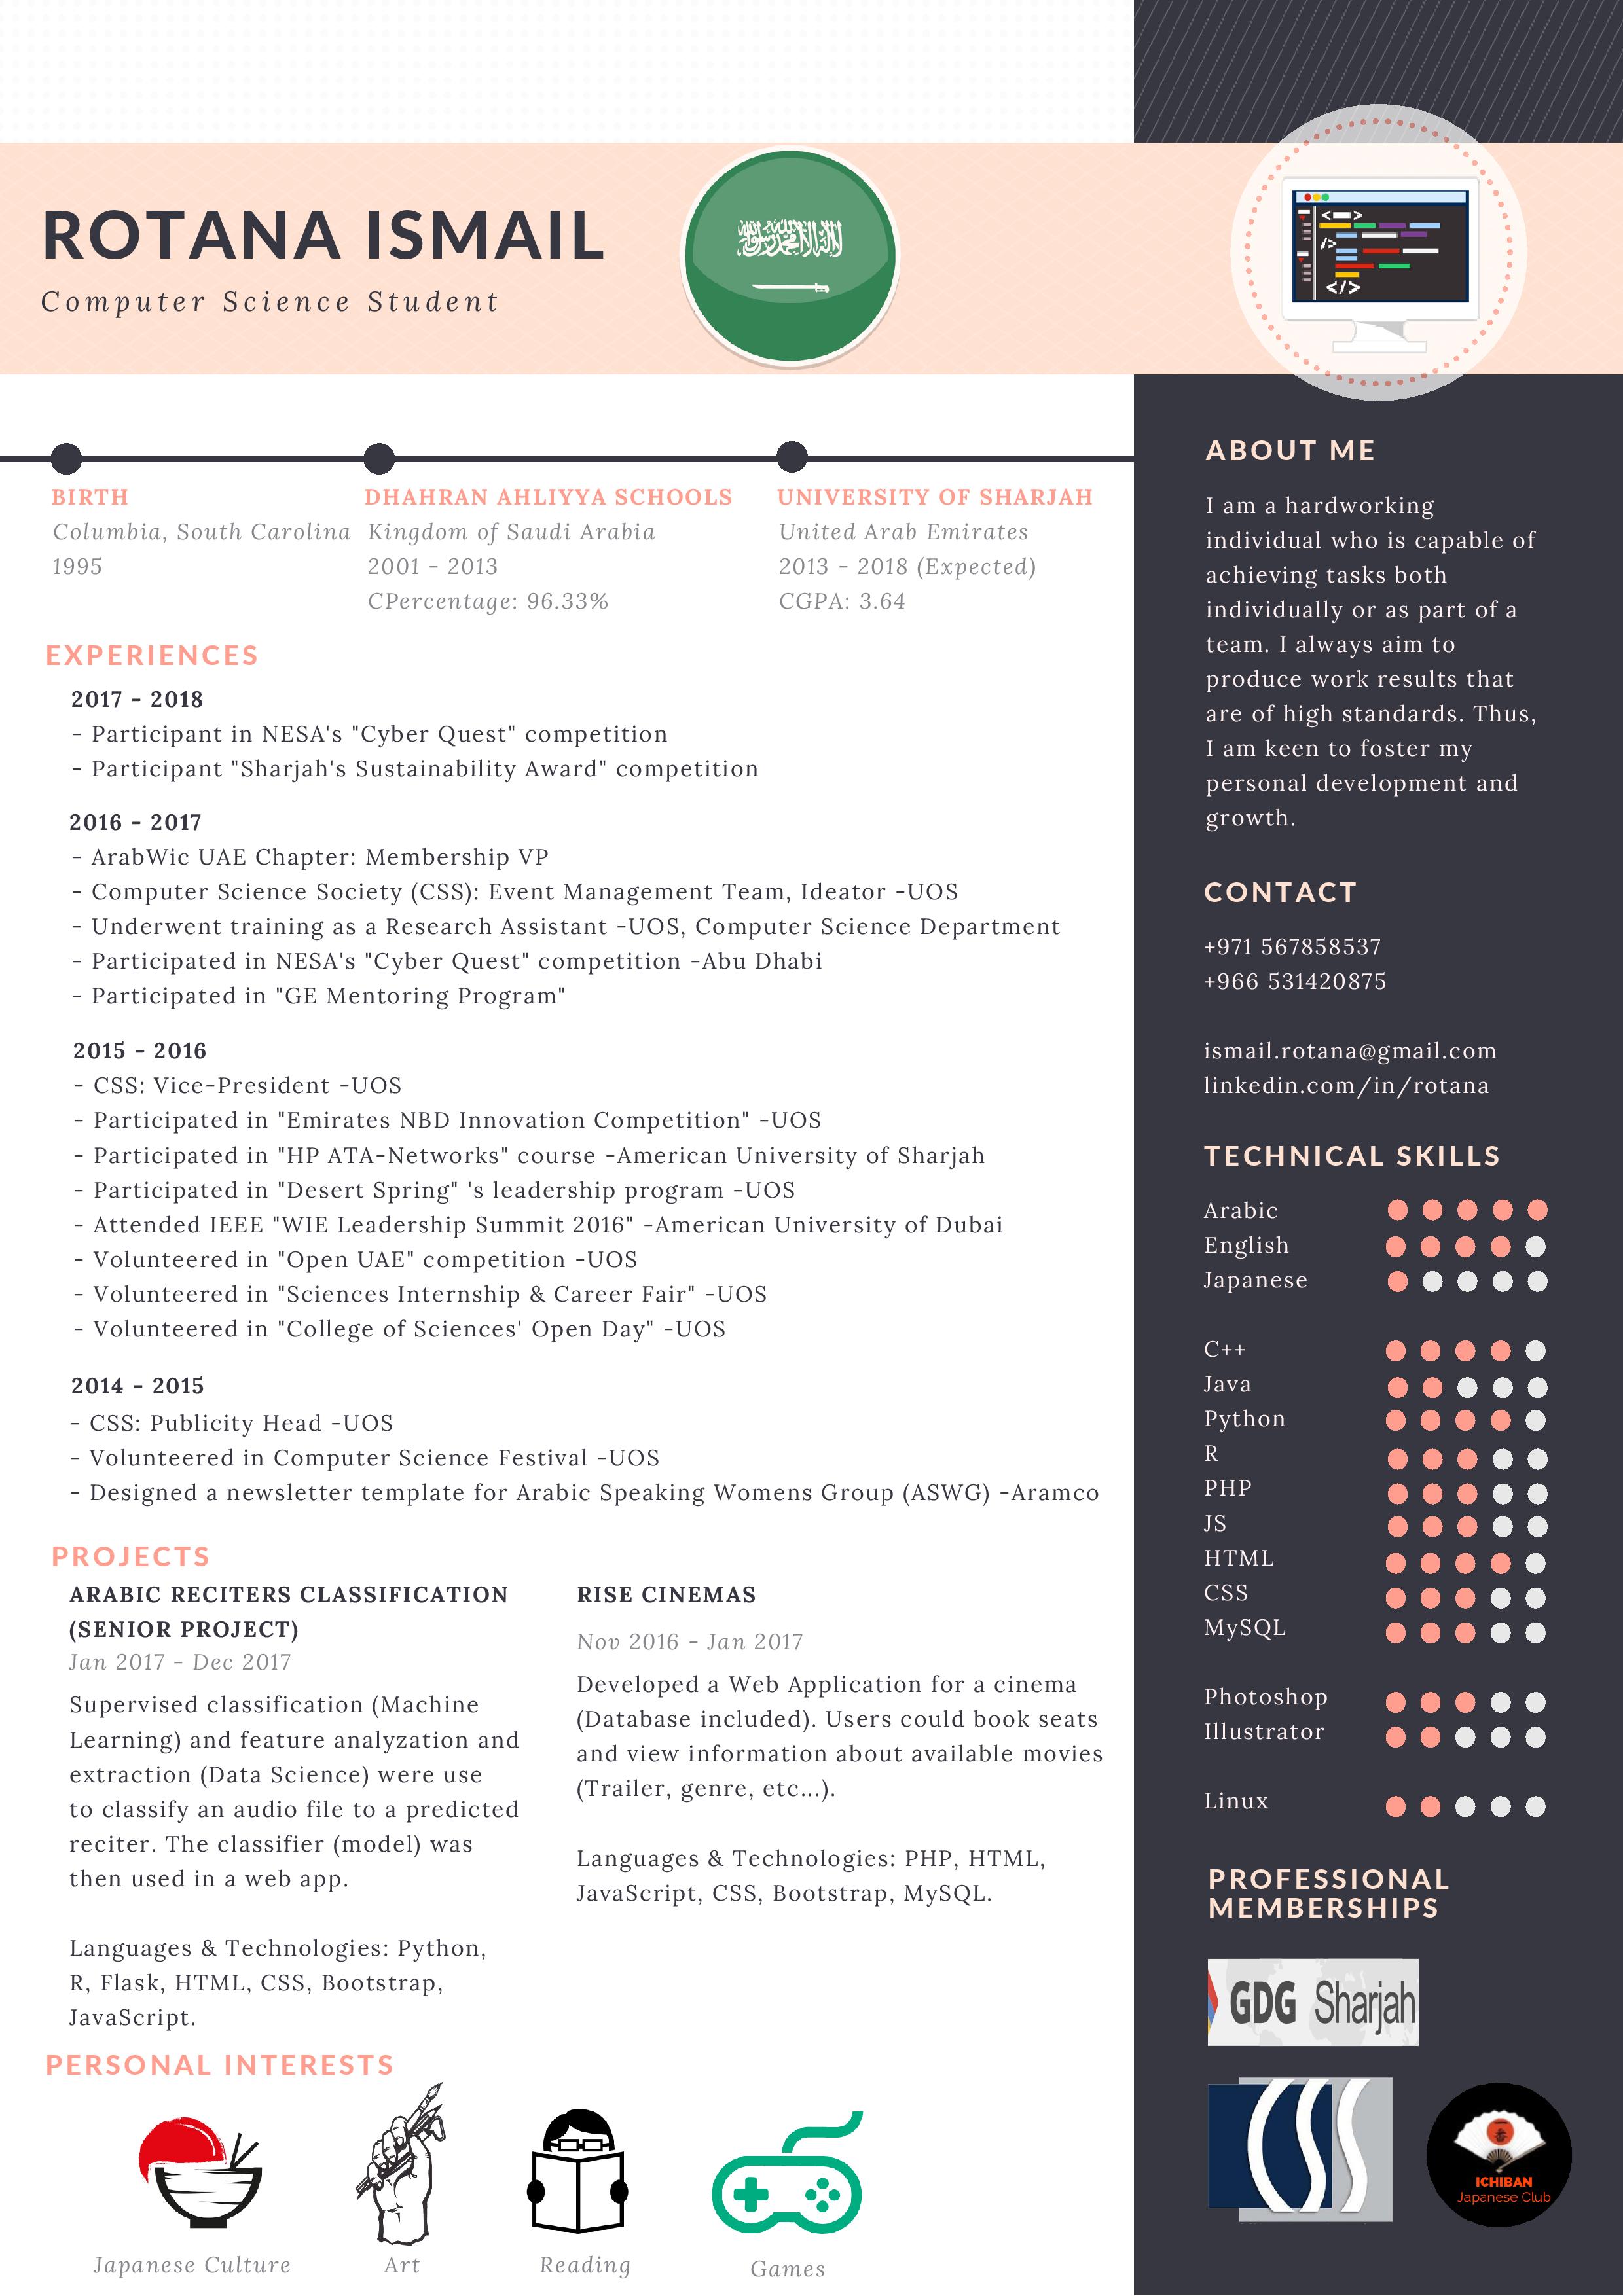 ROTANA ISMAIL
Computer Science Student
BIRTH
Columbia, South Carolina
1995
DHAHRAN AHLIYYA SCHOOLS
Kingdom of Saudi Arabia
2001 - 2013
CPercentage: 96.33%
UNIVERSITY OF SHARJAH
United Arab Emirates
2013 - 2018 (Expected)
CGPA: 3.64
EXPERIENCES
2017 - 2018
- Participant in NESA's "Cyber Quest" competition
- Participant "Sharjah's Sustainability Award" competition
2016 - 2017
- ArabWic UAE Chapter: Membership VP
- Computer Science Society (CSS): Event Management Team, Ideator -UOS
- Underwent training as a Research Assistant -UOS, Computer Science Department
- Participated in NESA's "Cyber Quest" competition -Abu Dhabi
- Participated in "GE Mentoring Program"
2015 - 2016
- CSS: Vice-President -UOS
- Participated in "Emirates NBD Innovation Competition" -UOS
- Participated in "HP ATA-Networks" course -American University of Sharjah
- Participated in "Desert Spring" 's leadership program -UOS
- Attended IEEE "WIE Leadership Summit 2016" -American University of Dubai
- Volunteered in "Open UAE" competition -UOS
- Volunteered in "Sciences Internship & Career Fair" -UOS
- Volunteered in "College of Sciences' Open Day" -UOS
2014 - 2015
- CSS: Publicity Head -UOS
- Volunteered in Computer Science Festival -UOS
- Designed a newsletter template for Arabic Speaking Womens Group (ASWG) -Aramco
PROJECTS
ARABIC RECITERS CLASSIFICATION
(SENIOR PROJECT)
Jan 2017 - Dec 2017
Supervised classification (Machine
Learning) and feature analyzation and
extraction (Data Science) were use
to classify an audio file to a predicted
reciter. The classifier (model) was
then used in a web app.
Languages & Technologies: Python,
R, Flask, HTML, CSS, Bootstrap,
JavaScript.
RISE CINEMAS
Nov 2016 - Jan 2017
Developed a Web Application for a cinema
(Database included). Users could book seats
and view information about available movies
(Trailer, genre, etc...).
Languages & Technologies: PHP, HTML,
JavaScript, CSS, Bootstrap, MySQL.
PERSONAL INTERESTS
Japanese Culture
Art
Reading
Games
< >
/>
</>
ABOUT ME
I am a hardworking
individual who is capable of
achieving tasks both
individually or as part of a
team. I always aim to
produce work results that
are of high standards. Thus,
I am keen to foster my
personal development and
growth.
CONTACT
+971 567858537
+966 531420875
ismail.rotana@gmail.com
linkedin.com/in/rotana
TECHNICAL SKILLS
Arabic
English
Japanese
C++
Java
Python
R
PHP
JS
HTML
CSS
MySQL
Photoshop
Illustrator
Linux
PROFESSIONAL
MEMBERSHIPS
GDG Sharjah
CSS
ICHIBAN
Japanese Club